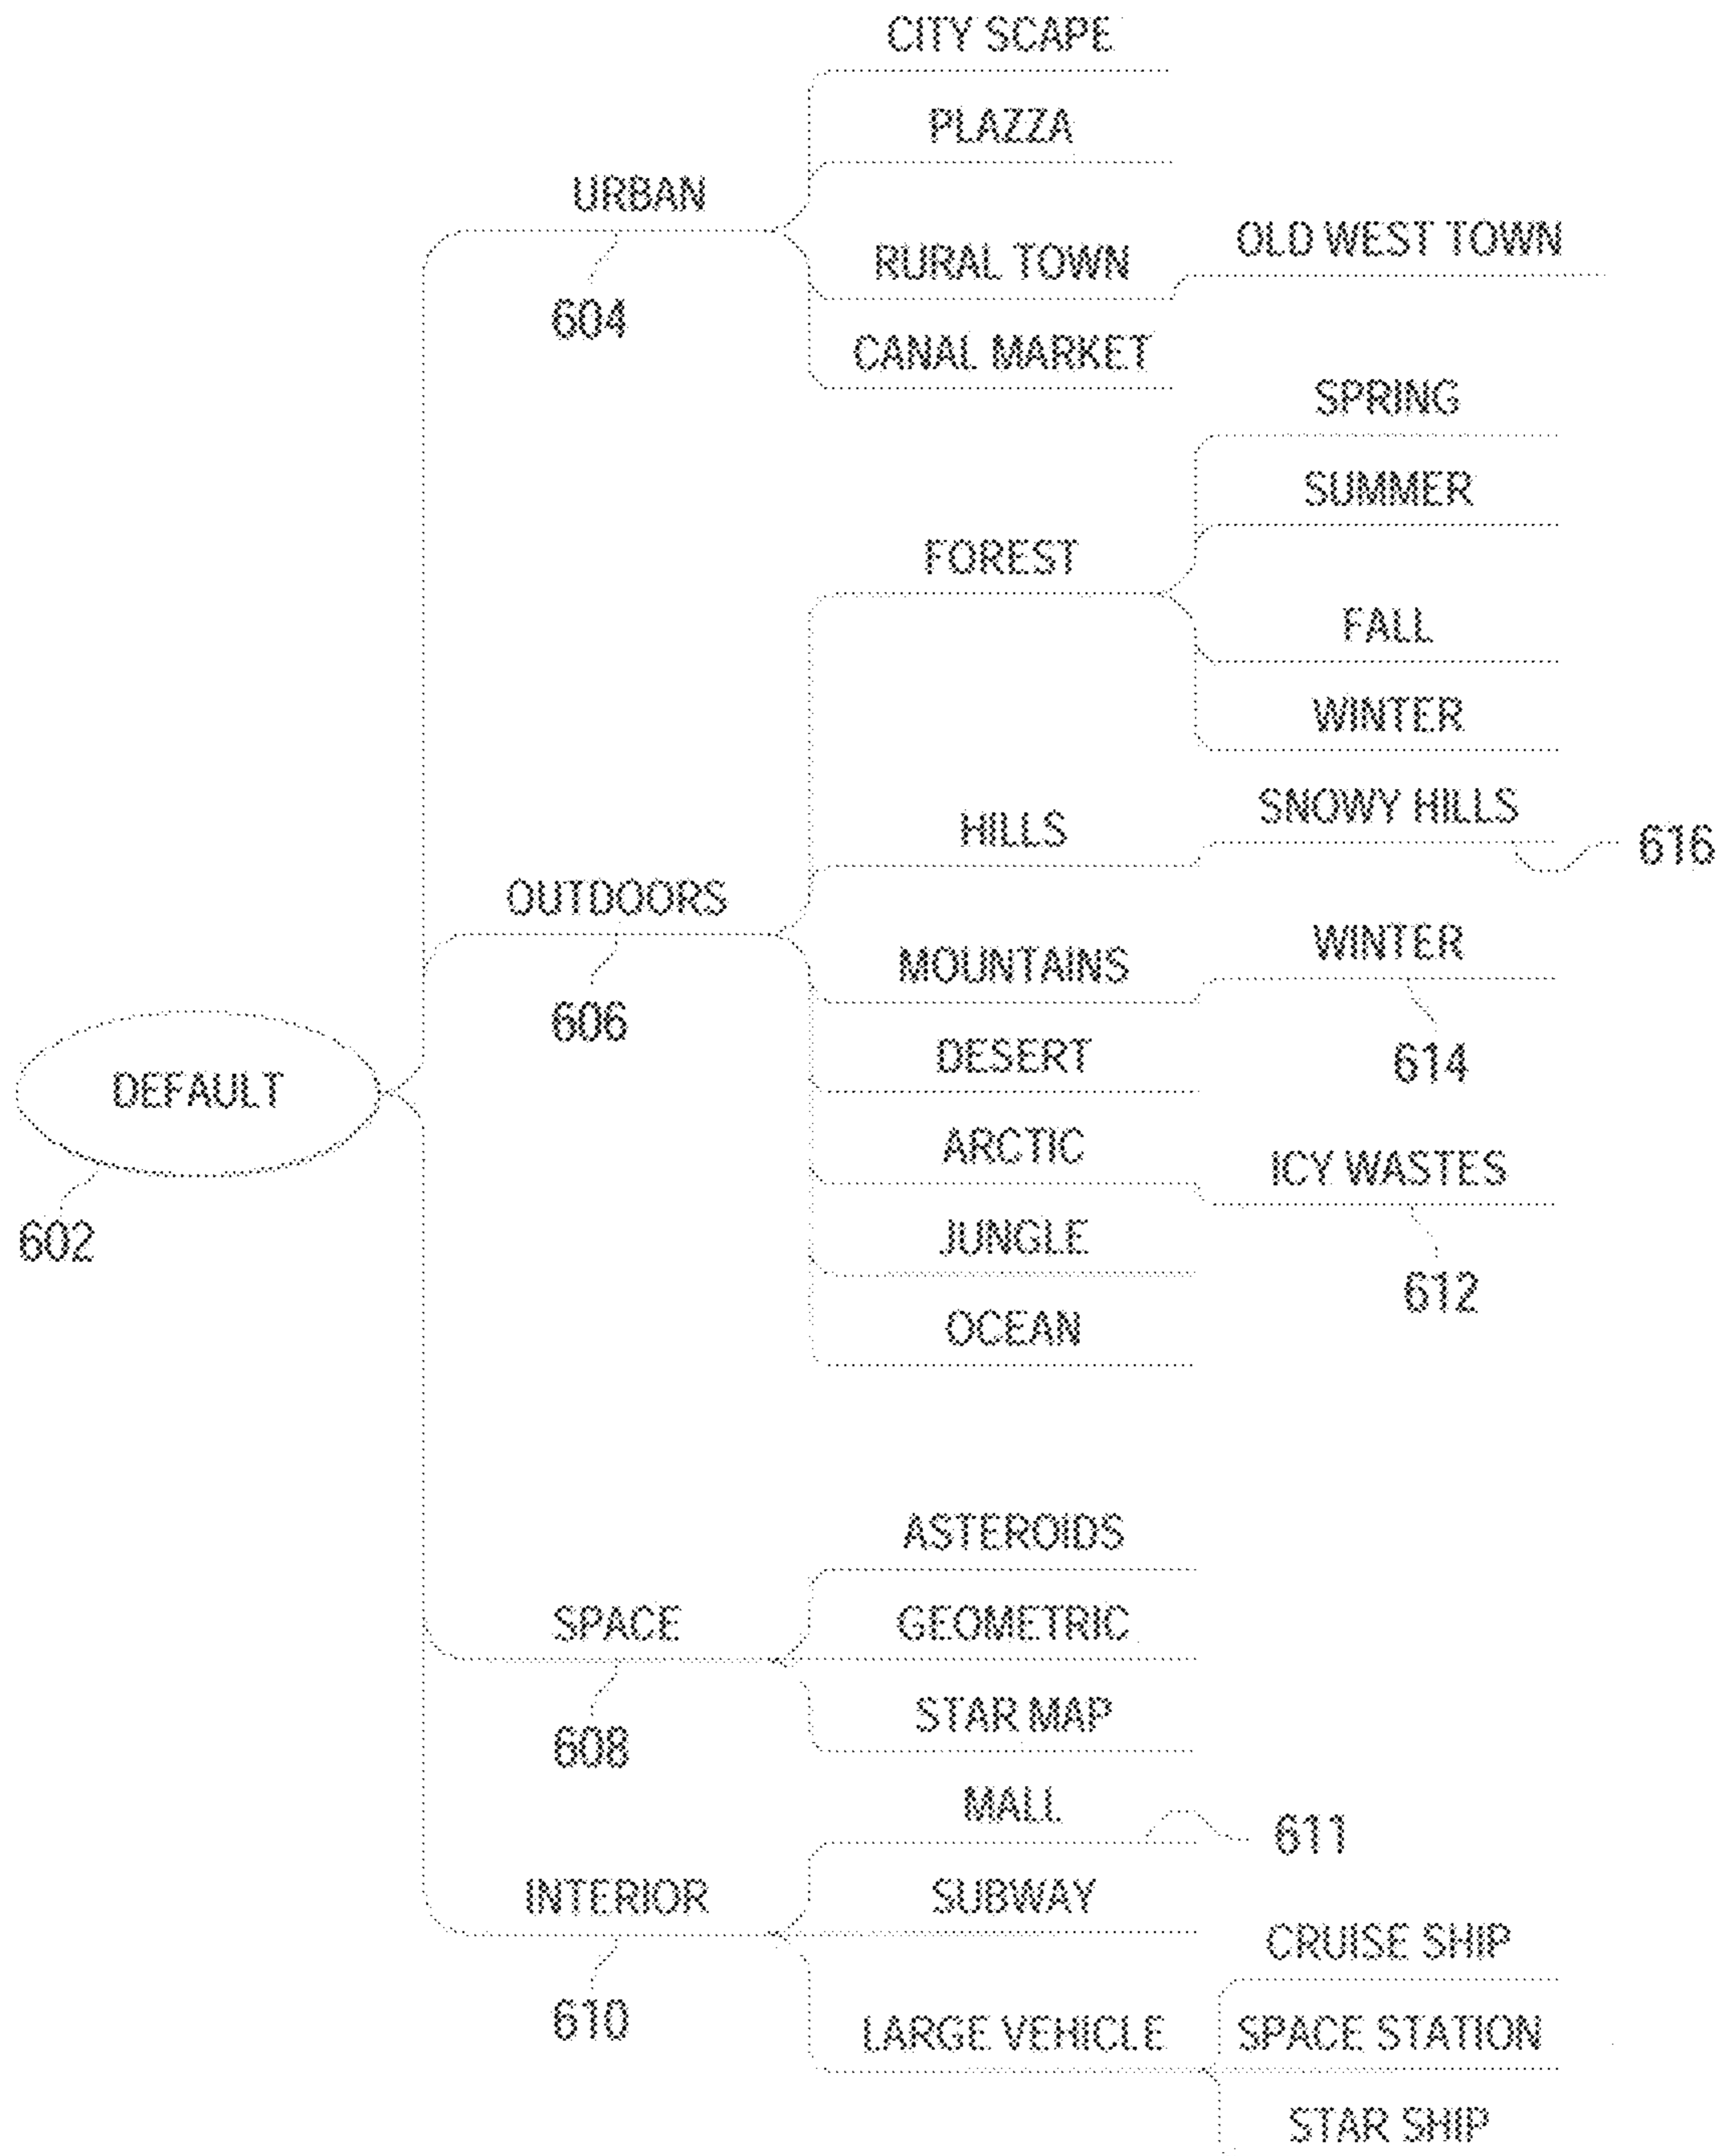 CITY SCAPE
PLAZZA
URBAN
604
RURAL TOWN
OLD WEST TOWN
CANAL MARKET
SPRING
SUMMER
FOREST
FALL
WINTER
HILLS
SNOWY HILLS
616
OUTDOORS
606
MOUNTAINS
WINTER
614
DEFAULT
602
DESERT
ARCTIC
ICY WASTES
612
JUNGLE
OCEAN
ASTEROIDS
SPACE
608
GEOMETRIC
STAR MAP
MALL
611
INTERIOR
610
SUBWAY
CRUISE SHIP
LARGE VEHICLE
SPACE STATION
STAR SHIP